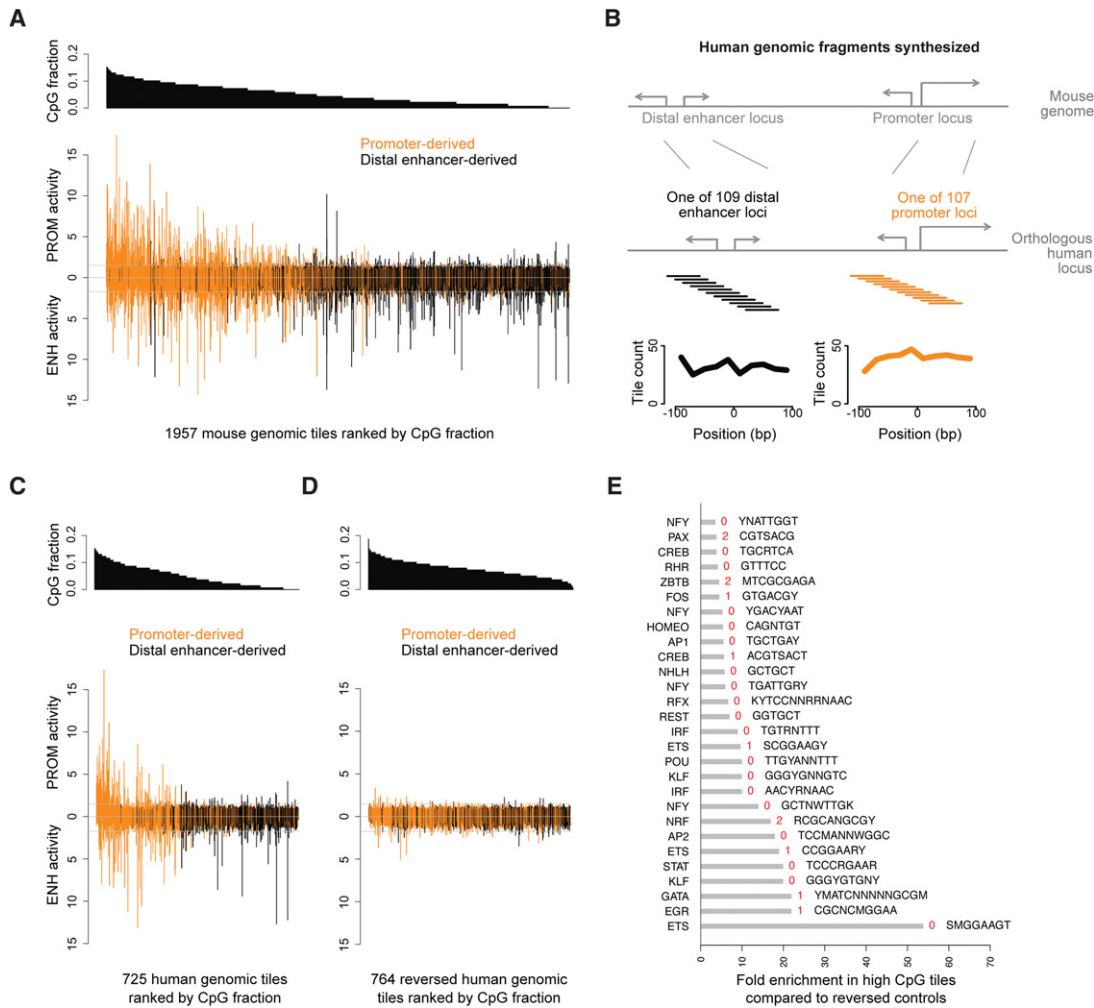 A
CpG fraction
0.2
0.1
0.0
Promoter-derived
Distal enhancer-derived
PROM activity
ENH activity
15
10
5
0
5
10
15
1957 mouse genomic tiles ranked by CpG fraction
B
Human genomic fragments synthesized
Mouse
genome
Distal enhancer locus
Promoter locus
One of 109 distal
enhancer loci
One of 107
promoter loci
Orthologous
human
locus
Tile count
50
0
-100
0
100
Position (bp)
Tile count
50
0
-100
0
100
Position (bp)
C
CpG fraction
0.2
0.1
0.0
Promoter-derived
Distal enhancer-derived
PROM activity
ENH activity
15
10
5
0
5
10
15
725 human genomic tiles
ranked by CpG fraction
D
0.2
0.1
0.0
Promoter-derived
Distal enhancer-derived
15
10
5
0
5
10
15
764 reversed human genomic
tiles ranked by CpG fraction
E
NFY 0 YNATTGGT
PAX 2 CGTSACG
CREB 0 TGCRTCA
RHR 0 GTTTCC
ZBTB 2 MTCGCGAGA
FOS 1 GTGACGY
NFY 0 YGACYAAT
HOMEO 0 CAGNTGT
AP1 0 TGCTGAY
CREB 1 ACGTSACT
NHLH 0 GCTGCT
NFY 0 TGATTGRY
RFX 0 KYTCCNNRRNAAC
REST 0 GGTGCT
IRF 0 TGTRNTTT
ETS 1 SCGGAAGY
POU 0 TTGYANNTTT
KLF 0 GGGYGNNGTC
IRF 0 AACYRNAAC
NFY 0 GCTNWTTGK
NRF 2 RCGCANGCGY
AP2 0 TCCMANNWGGC
ETS 1 CCGGAARY
STAT 0 TCCCRGAAR
KLF 0 GGGYGTGNY
GATA 1 YMATCNNNNNGCGM
EGR 1 CGCNCMGGAA
ETS 0 SMGGAAGT
0 10 20 30 40 50 60 70
Fold enrichment in high CpG tiles
compared to reversed controls